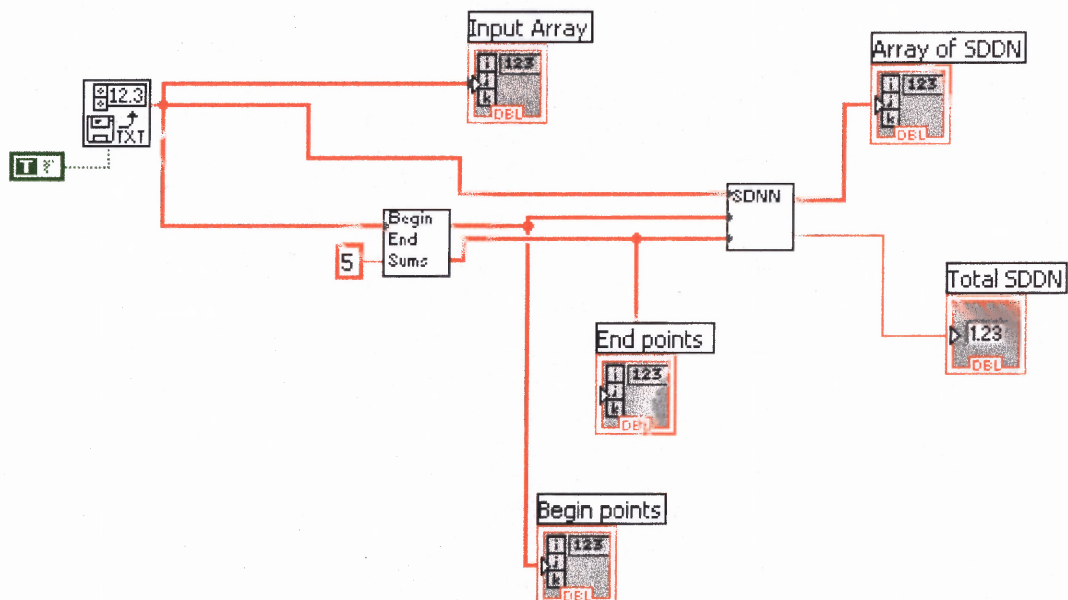 Input Array
i 123
j
k
DBL
Array of SDDN
i 123
j
k
DBL
12.3
TXT
T
SDNN
Begin
End
Sums
5
Total SDDN
1.23
DBL
End points
i 123
j
k
DBL
Begin points
i 123
j
k
DBL